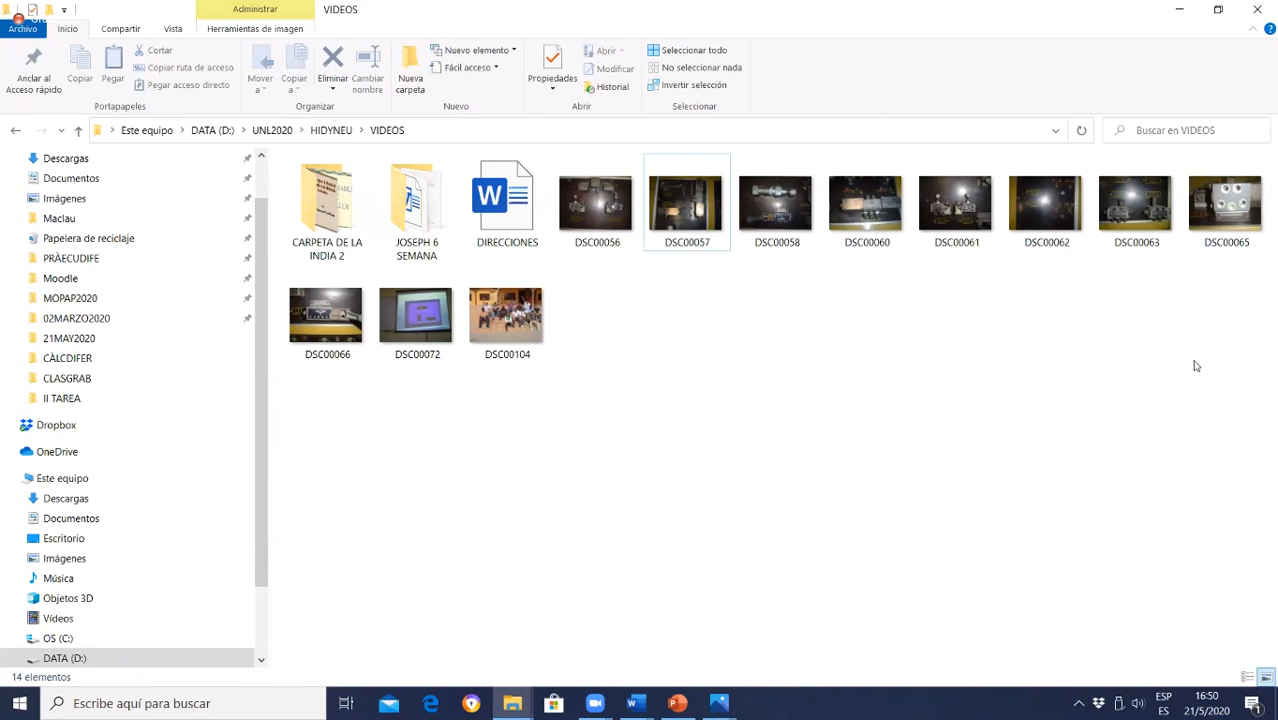 Administrar
VIDEOS
Archivo
Inicio
Compartir
Vista
Herramientas de imagen
Anclar al
Acceso rápido
Copiar
Pegar
Cortar
Copiar ruta de acceso
Pegar acceso directo
Portapapeles
Mover
a
Copiar
a
Eliminar
Cambiar
nombre
Organizar
Nueva
carpeta
Nuevo elemento
Fácil acceso
Nuevo
Propiedades
Abrir
Modificar
Historial
Abrir
Seleccionar todo
No seleccionar nada
Invertir selección
Seleccionar
Este equipo
DATA (D:)
UNL2020
HIDYNEU
VIDEOS
Buscar en VIDEOS
Descargas
Documentos
Imágenes
Maclau
Papelera de reciclaje
PRÀECUDIFE
Moodle
MOPAP2020
02MARZO2020
21MAY2020
CÀLCDIFER
CLASGRAB
II TAREA
Dropbox
OneDrive
Este equipo
Descargas
Documentos
Escritorio
Imágenes
Música
Objetos 3D
Vídeos
OS (C:)
DATA (D:)
CARPETA DE LA
INDIA 2
JOSEPH 6
SEMANA
DIRECCIONES
DSC00056
DSC00057
DSC00058
DSC00060
DSC00061
DSC00062
DSC00063
DSC00065
DSC00066
DSC00072
DSC00104
14 elementos
Escribe aquí para buscar
ESP
ES
16:50
21/5/2020
1